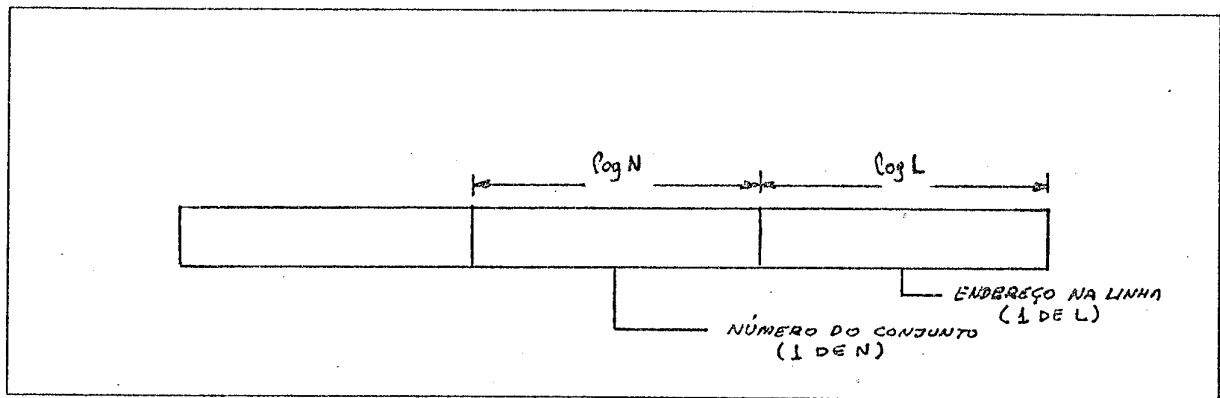 log N
log L
ENDEREÇO NA LINHA
(1 DE L)
NÚMERO DO CONJUNTO
(1 DE N)